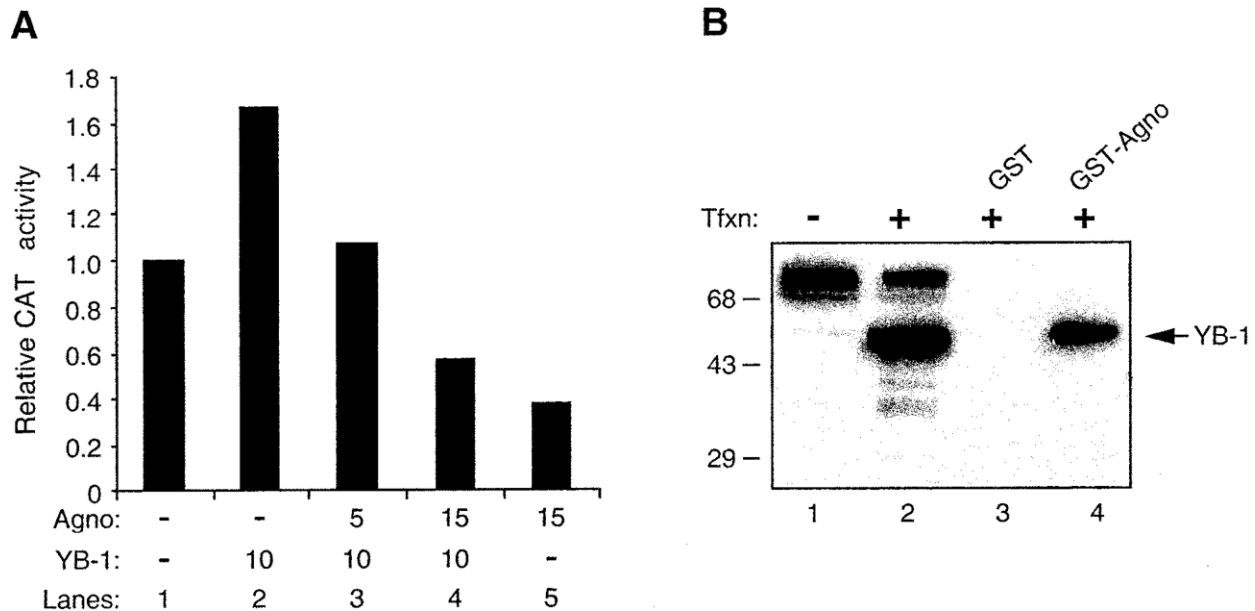 A
Relative CAT activity
1.8
1.6
1.4
1.2
1.0
0.8
0.6
0.4
0.2
0
Agno: - - 5 15 15
YB-1: - 10 10 10 -
Lanes: 1 2 3 4 5
B
GST GST-Agno
Tfxn: - + + +
68
43
29
YB-1
1 2 3 4